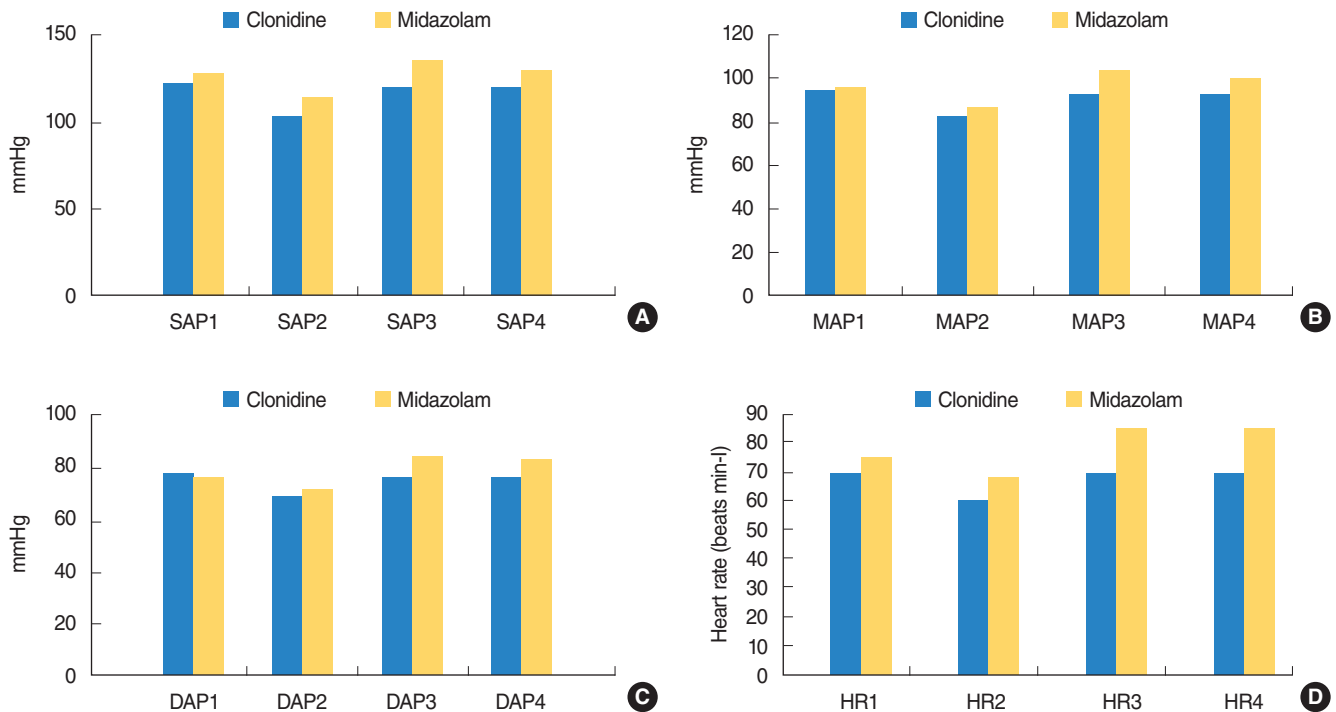 Clonidine Midazolam
150
100
50
0
mmHg
SAP1 SAP2 SAP3 SAP4
A
Clonidine Midazolam
120
100
80
60
40
20
0
mmHg
MAP1 MAP2 MAP3 MAP4
B
Clonidine Midazolam
100
80
60
40
20
0
mmHg
DAP1 DAP2 DAP3 DAP4
C
Clonidine Midazolam
90
80
70
60
50
40
30
20
10
0
Heart rate (beats min-I)
HR1 HR2 HR3 HR4
D